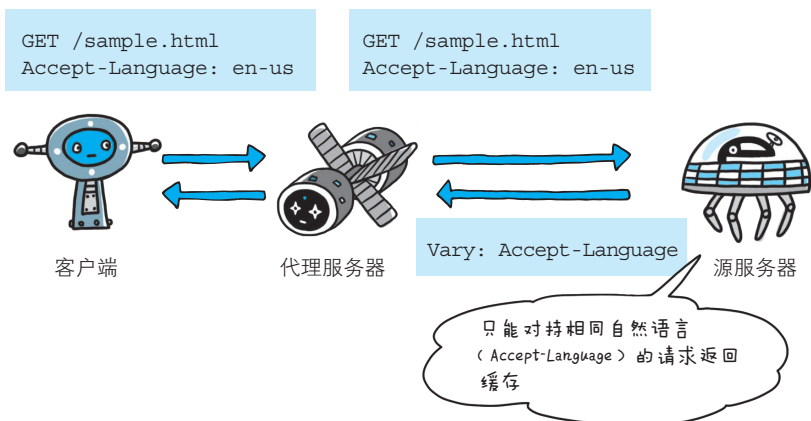 GET /sample.html
Accept-Language: en-us
GET /sample.html
Accept-Language: en-us
客户端
代理服务器
Vary: Accept-Language
源服务器
只能对持相同自然语言
（Accept-Language）的请求返回
缓存